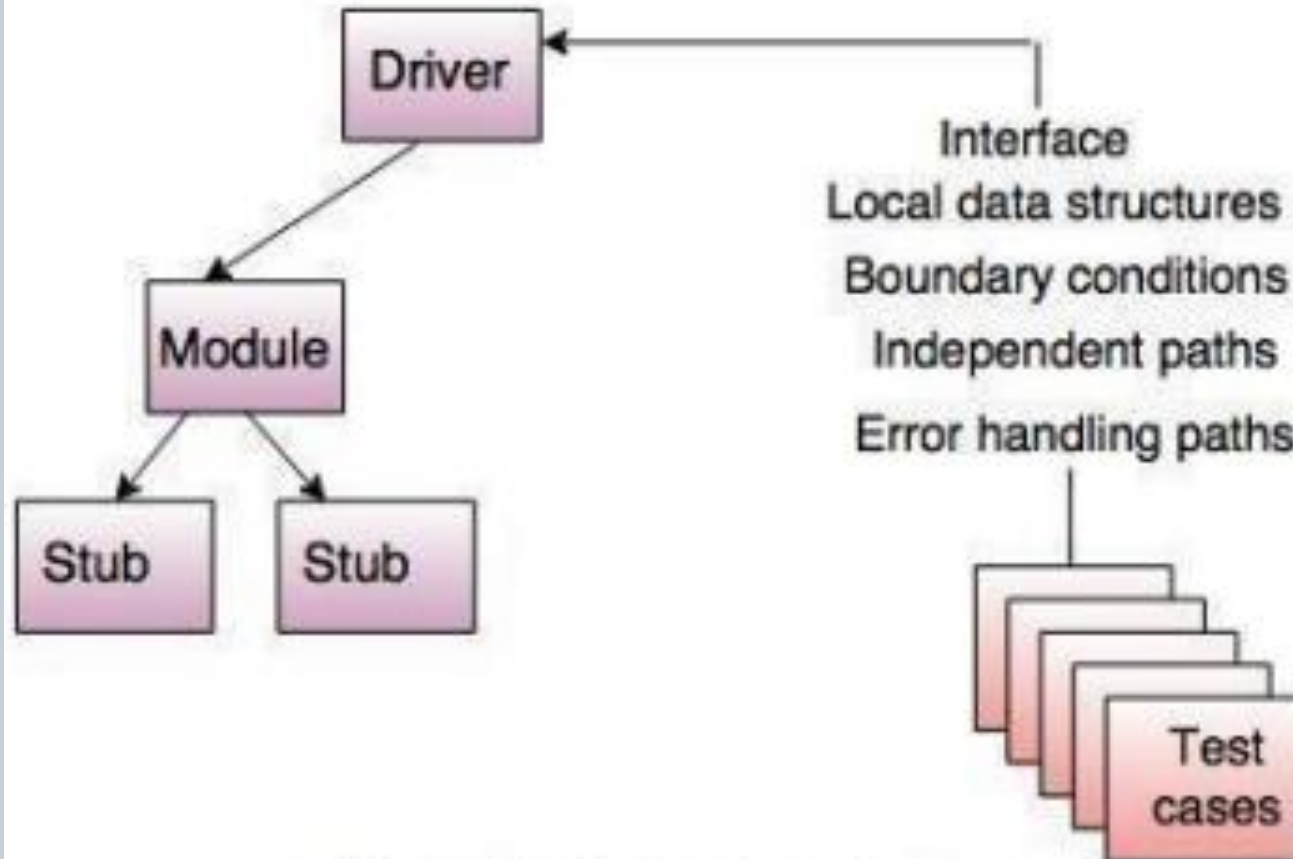 Driver
Interface
Local data structures
Boundary conditions
Independent paths
Error handling paths
Module
Stub
Stub
Test
cases